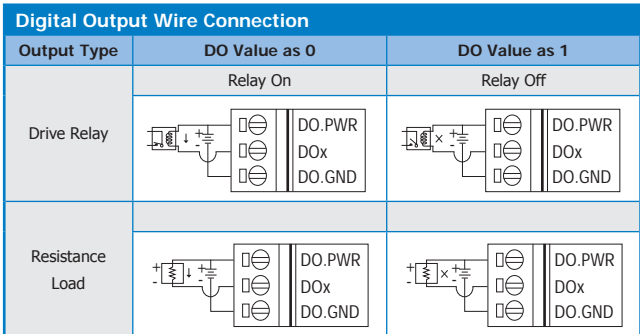 Digital Output Wire Connection
Output Type DO Value as 0 DO Value as 1
Relay On Relay Off
Drive Relay
+ - DO.PWR
DOx
DO.GND
× + - DO.PWR
DOx
DO.GND
Resistance
Load
+ - + - DO.PWR
DOx
DO.GND
+ - × + - DO.PWR
DOx
DO.GND